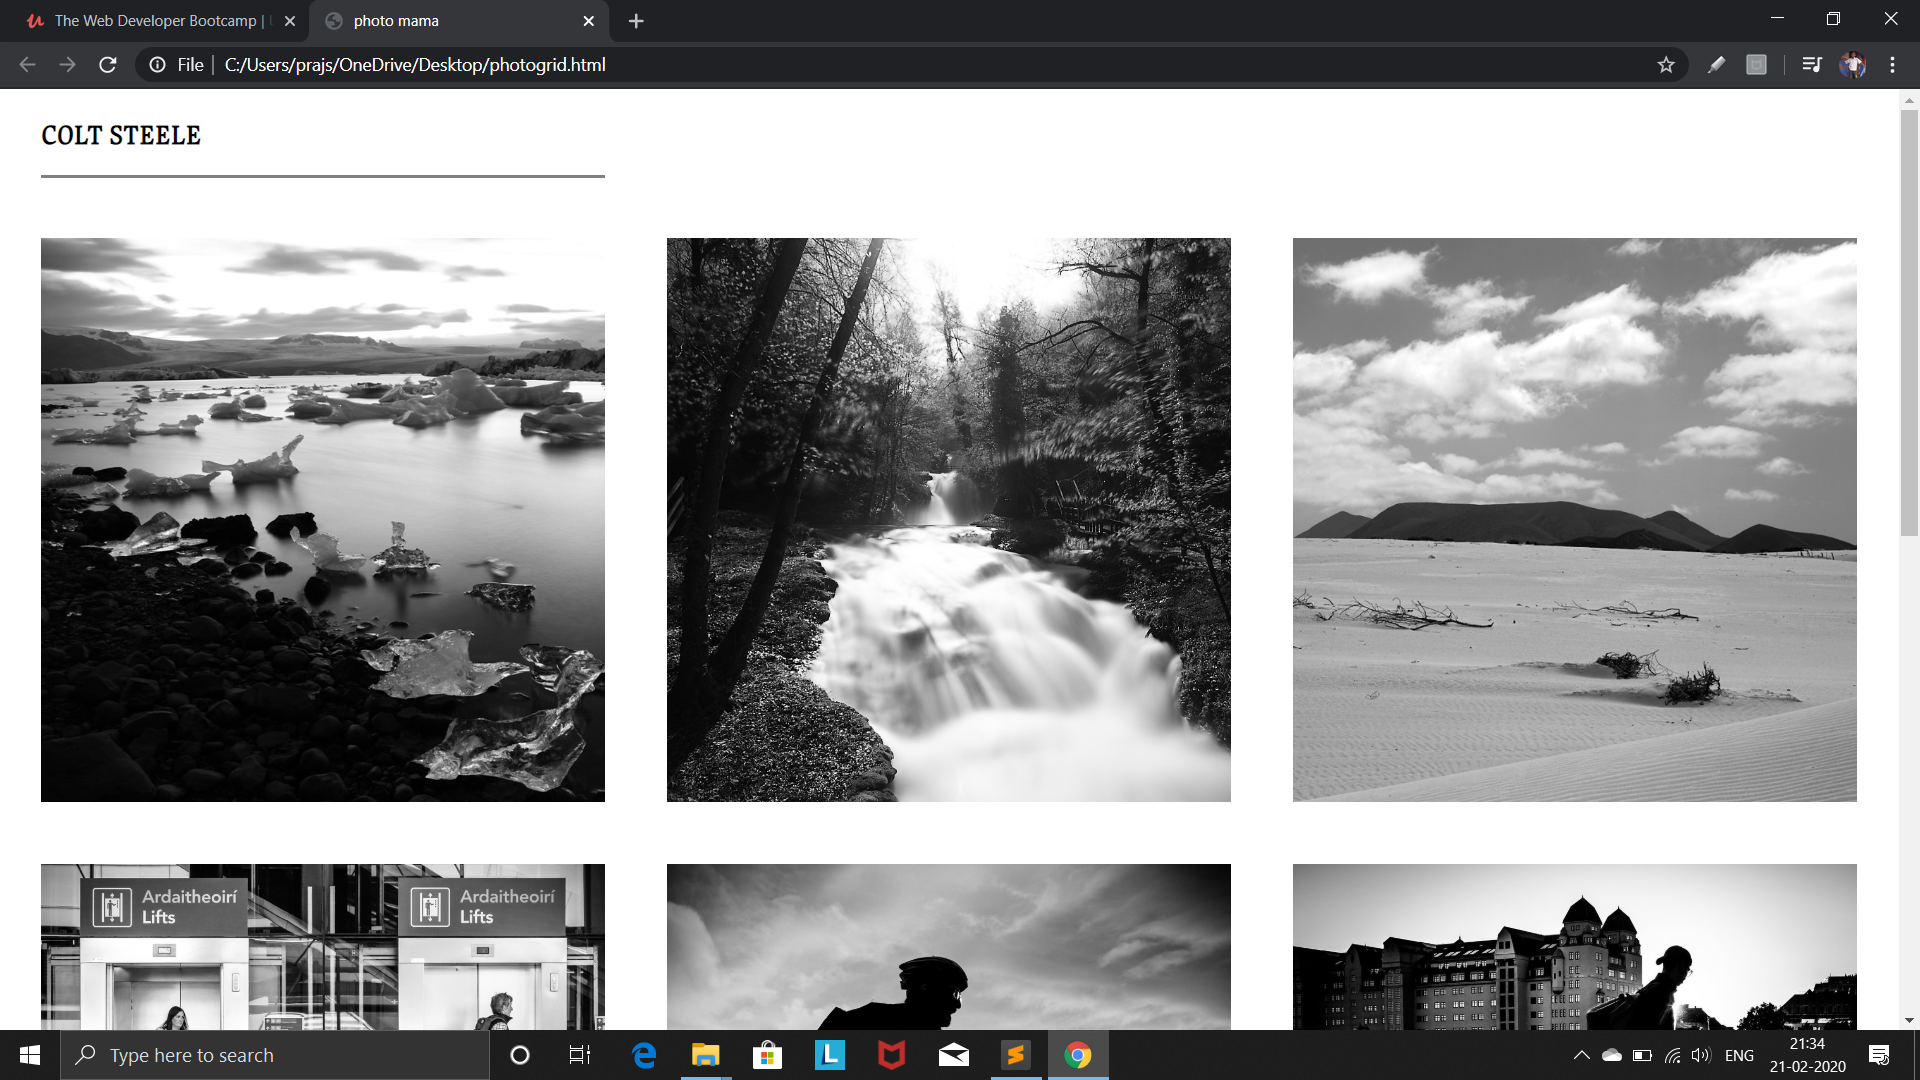 The Web Developer Bootcamp |
photo mama
File
C:/Users/prajs/OneDrive/Desktop/photogrid.html
COLT STEELE
Ardaitheoirí
Lifts
Ardaitheoirí
Lifts
Type here to search
ENG
21:34
21-02-2020